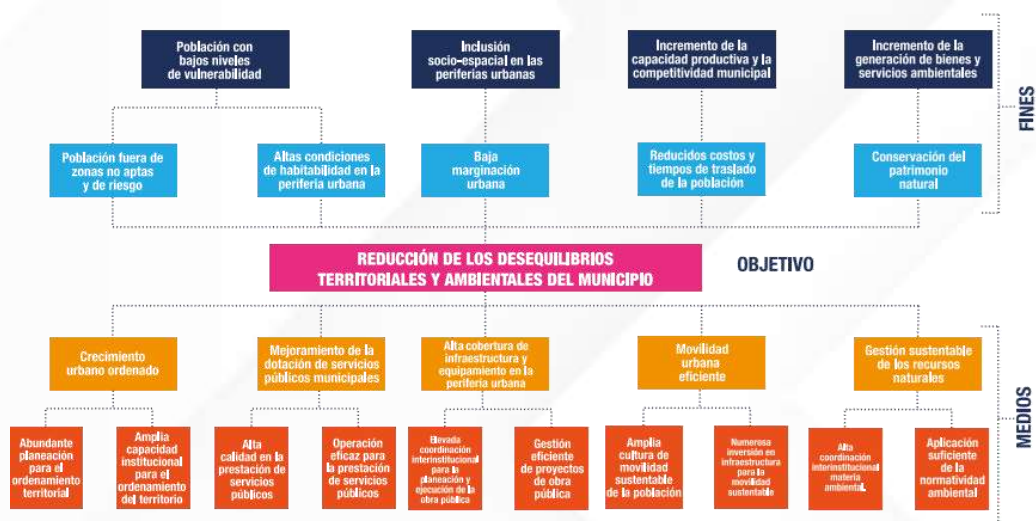 Población con
bajos niveles
de vulnerabilidad
Inclusión
socio-espacial en las
periferias urbanas
Incremento de la
capacidad productiva y la
competitividad municipal
Incremento de la
generación de bienes y
servicios ambientales
FINES
Población fuera de
zonas no aptas
y de riesgo
Altas condiciones
de habitabilidad en la
periferia urbana
Baja
marginación
urbana
Reducidos costos y
tiempos de traslado
de la población
Conservación del
patrimonio
natural
REDUCCIÓN DE LOS DESEQUILIBRIOS
TERRITORIALES Y AMBIENTALES DEL MUNICIPIO
OBJETIVO
Crecimiento
urbano ordenado
Mejoramiento de la
dotación de servicios
públicos municipales
Alta cobertura de
infraestructura y
equipamiento en la
periferia urbana
Movilidad
urbana
eficiente
Gestión sustentable
de los recursos
naturales
MEDIOS
Abundante
planeación
para el
ordenamiento
territorial
Amplia
capacidad
institucional
para el
ordenamiento
del territorio
Alta
calidad en la
prestación de
servicios
públicos
Operación
eficaz para
la prestación
de servicios
públicos
Elevada
coordinación
interinstitucional
para la
planeación y
ejecución de la
obra pública
Gestión
eficiente
de proyectos
de obra
pública
Amplia
cultura de
movilidad
sustentable
de la población
Numerosa
inversión en
infraestructura
para la
movilidad
sustentable
Alta
coordinación
interinstitucional
materia
ambiental.
Aplicación
suficiente
de la
normatividad
ambiental